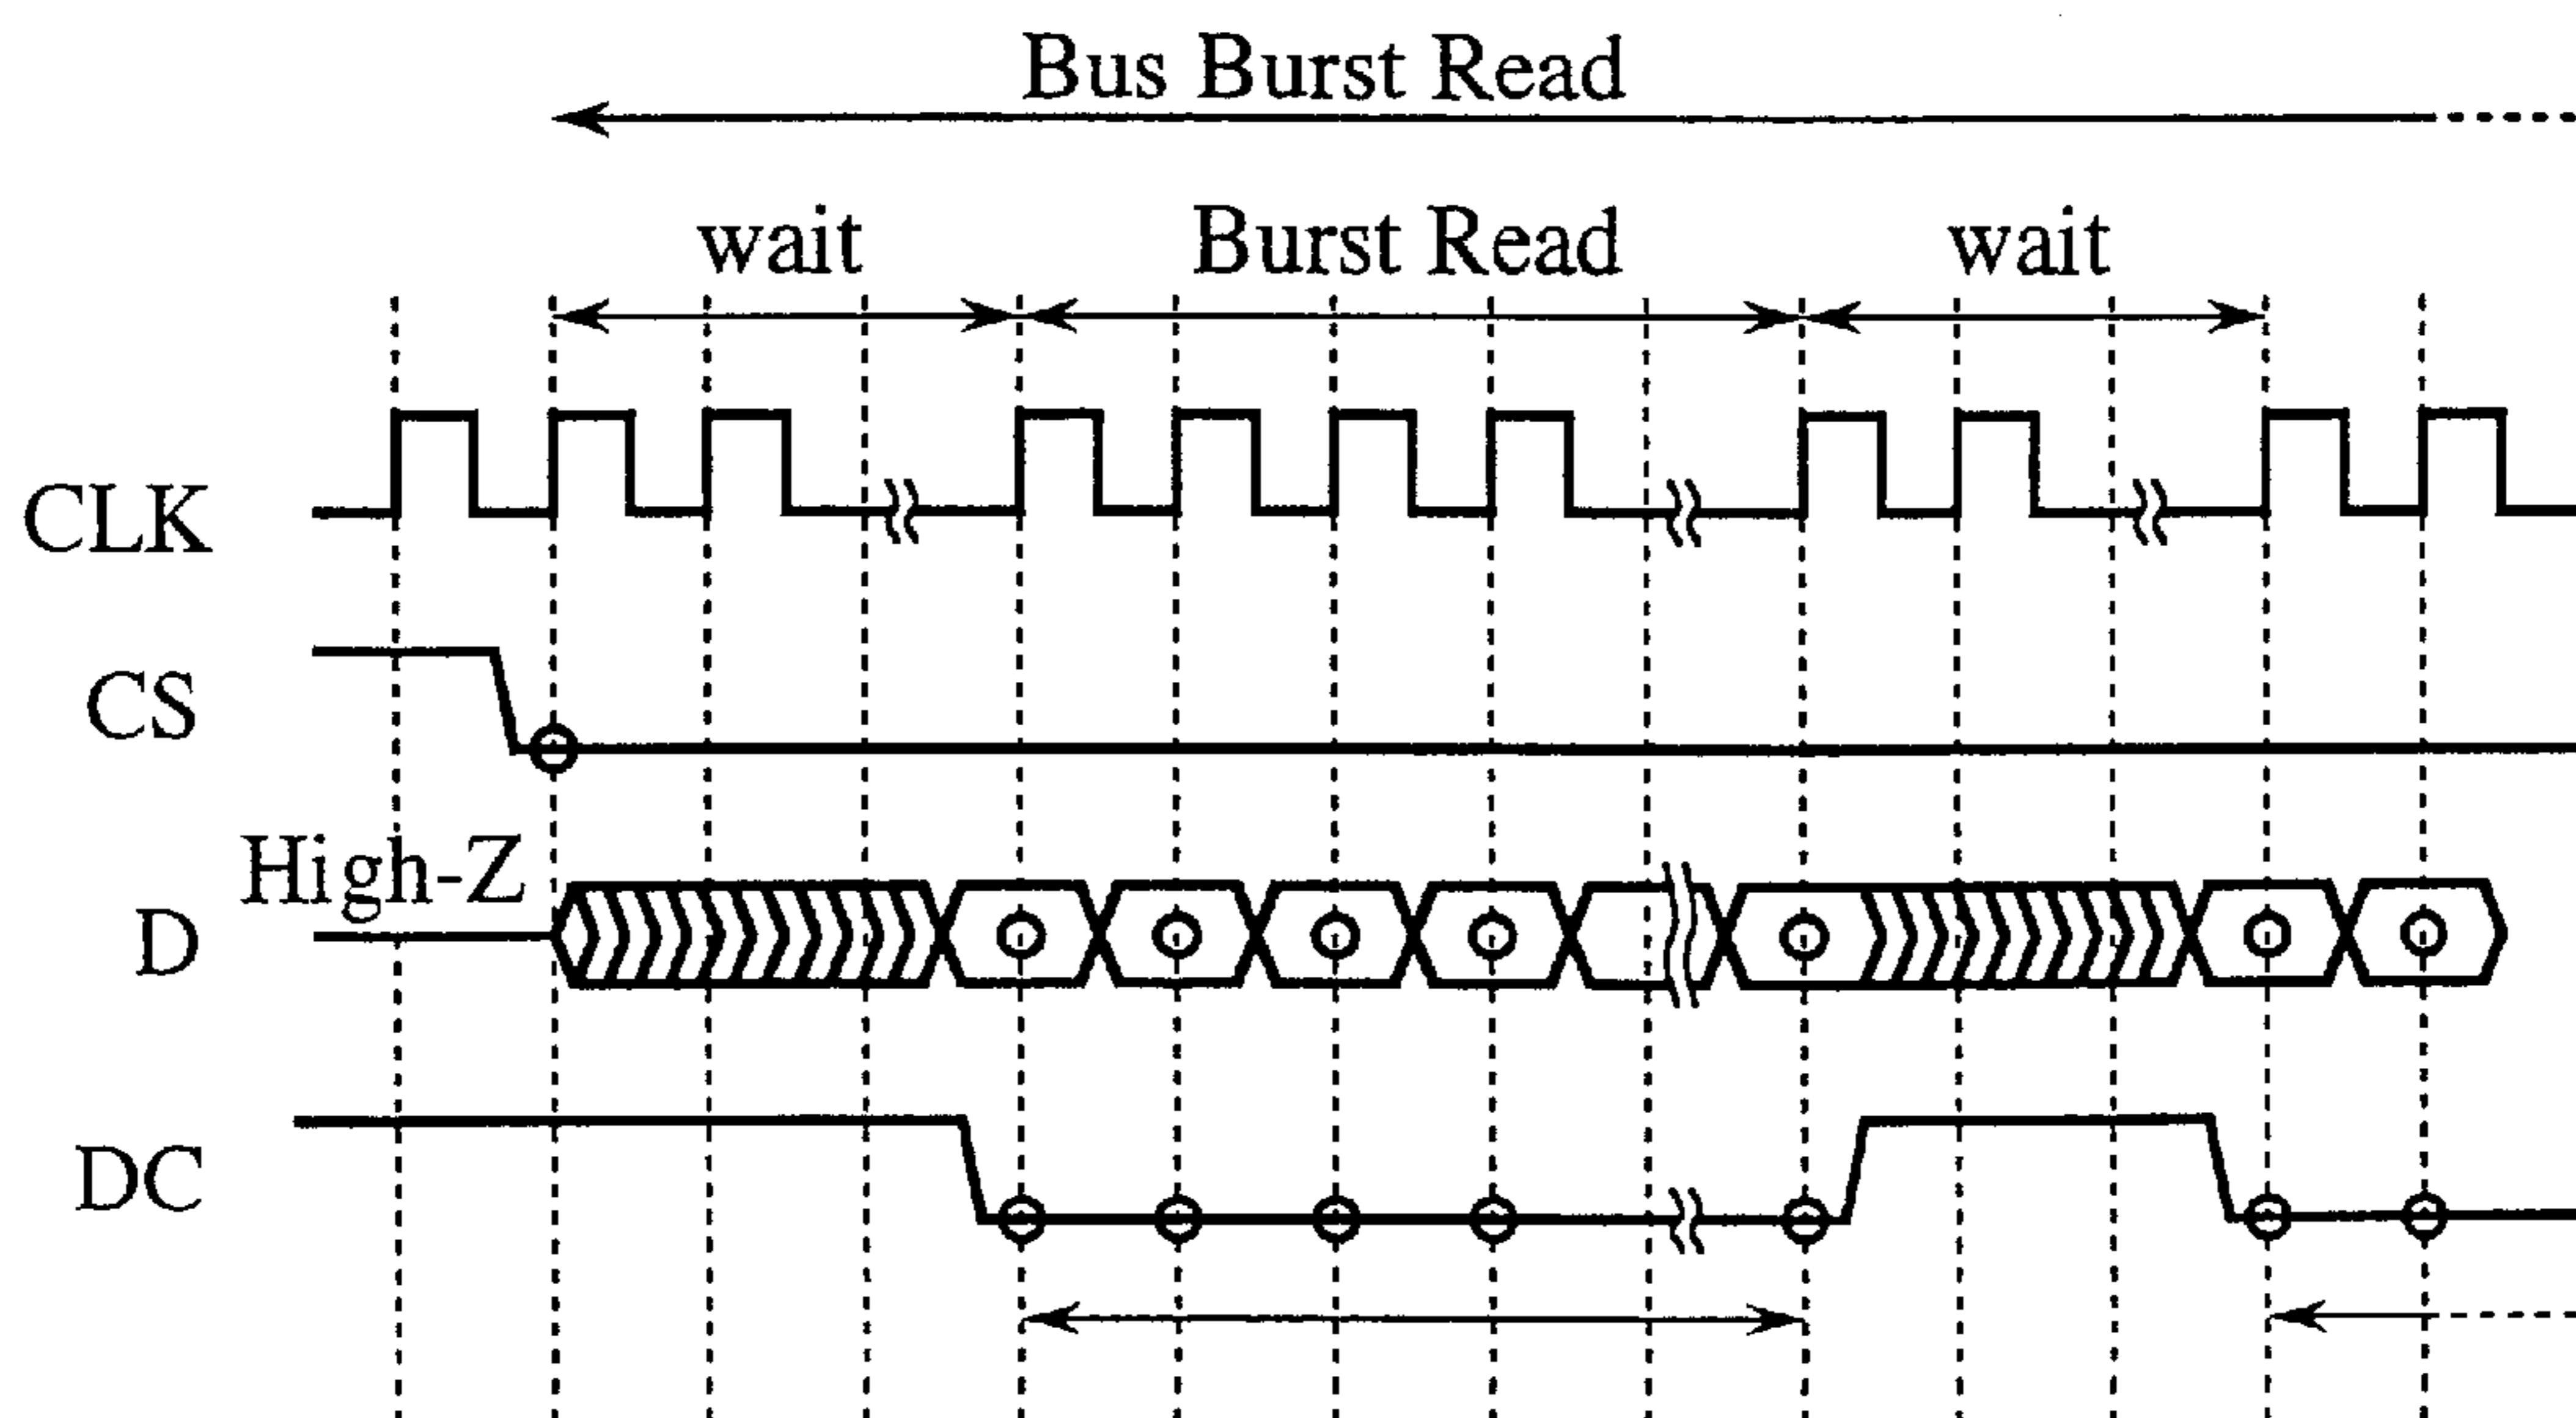 Bus Burst Read
wait
Burst Read
wait
CLK
CS
High-Z
D
DC